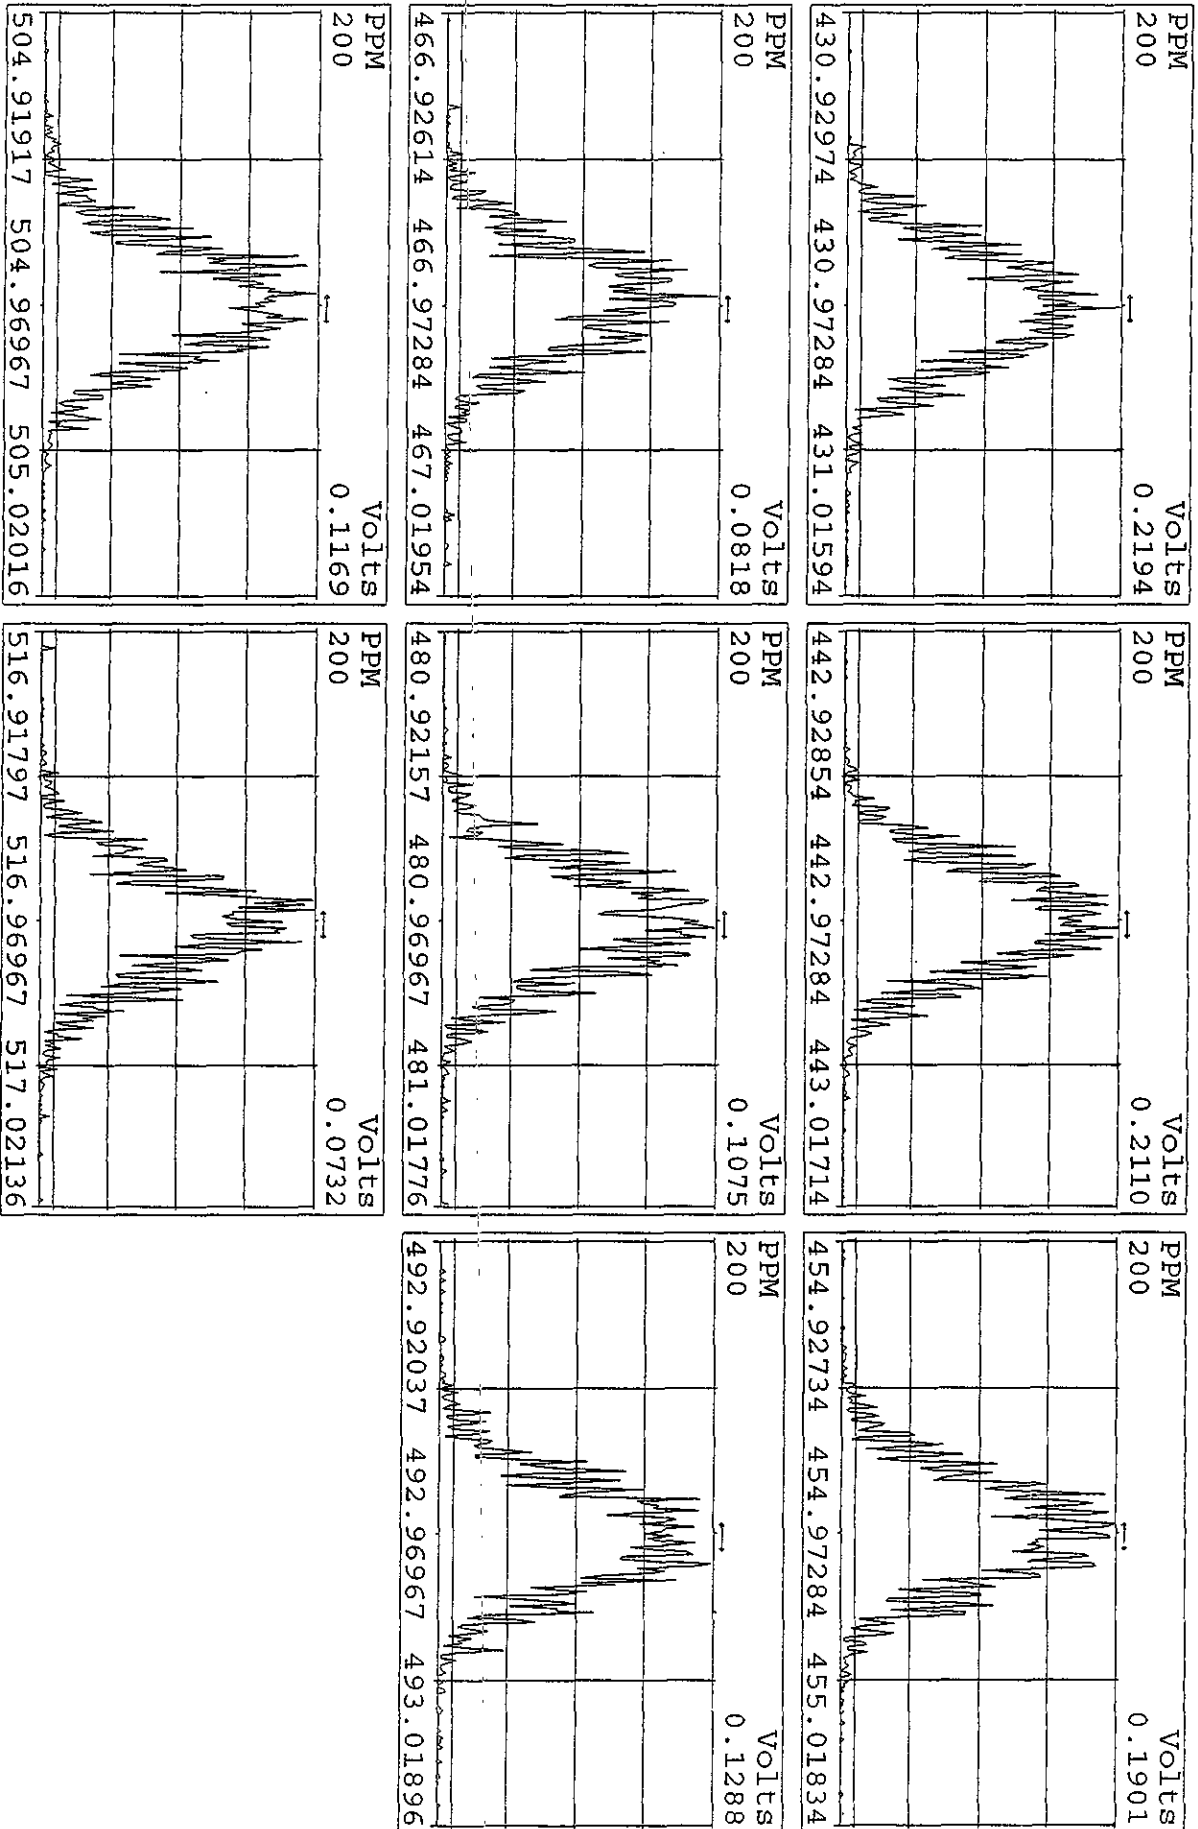 PPM Volts
200 0.2194
430.92974 430.97284 431.01594
PPM Volts
200 0.2110
442.92854 442.97284 443.01714
PPM Volts
200 0.1901
454.92734 454.97284 455.01834
PPM Volts
200 0.0818
466.92614 466.97284 467.01954
PPM Volts
200 0.1075
480.92157 480.96967 481.01776
PPM Volts
200 0.1288
492.92037 492.96967 493.01896
PPM Volts
200 0.1169
504.91917 504.96967 505.02016
PPM Volts
200 0.0732
516.91797 516.96967 517.02136